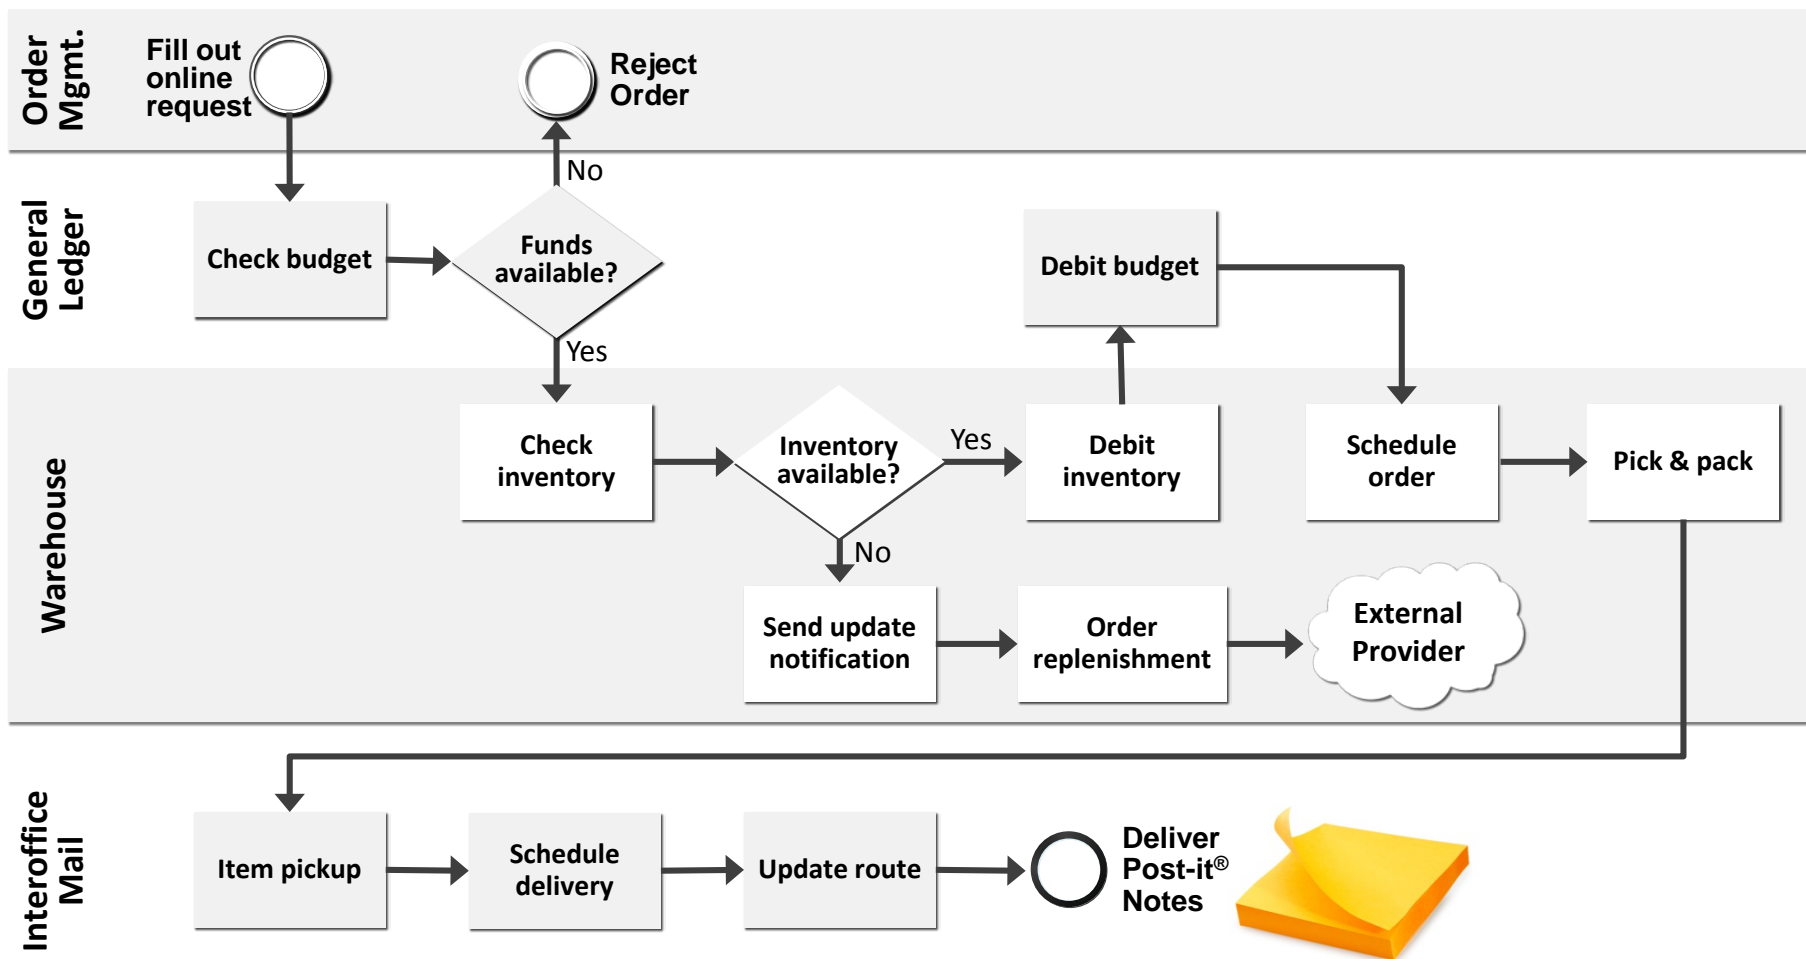 Order
Mgmt.
Fill out
online
request
Reject
Order
No
General
Ledger
Check budget
Funds
available?
Debit budget
Yes
Warehouse
Check
inventory
Inventory
available?
Yes
Debit
inventory
Schedule
order
Pick & pack
No
Send update
notification
Order
replenishment
External
Provider
Interoffice
Mail
Item pickup
Schedule
delivery
Update route
Deliver
Post-it®
Notes